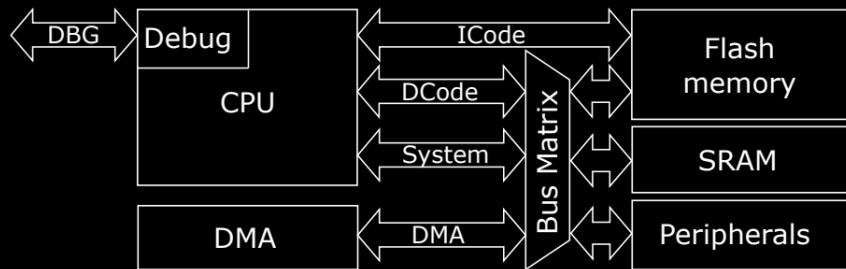 DBG
Debug
CPU
ICode
Flash
memory
DCode
System
Bus Matrix
SRAM
DMA
DMA
Peripherals